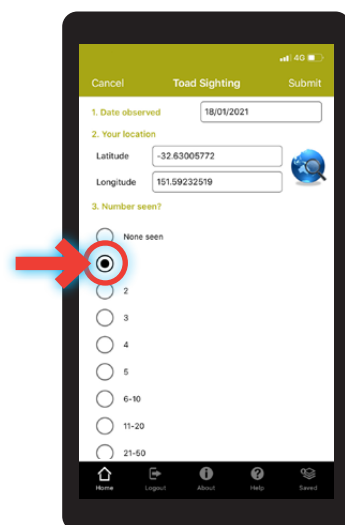 4G
Cancel Toad Sighting Submit
1. Date observed 18/01/2021
2. Your location
Latitude -32.63005772
Longitude 151.59232519
3. Number seen?
None seen
2
3
4
5
6-10
11-20
21-50
Home Logout About Help Saved